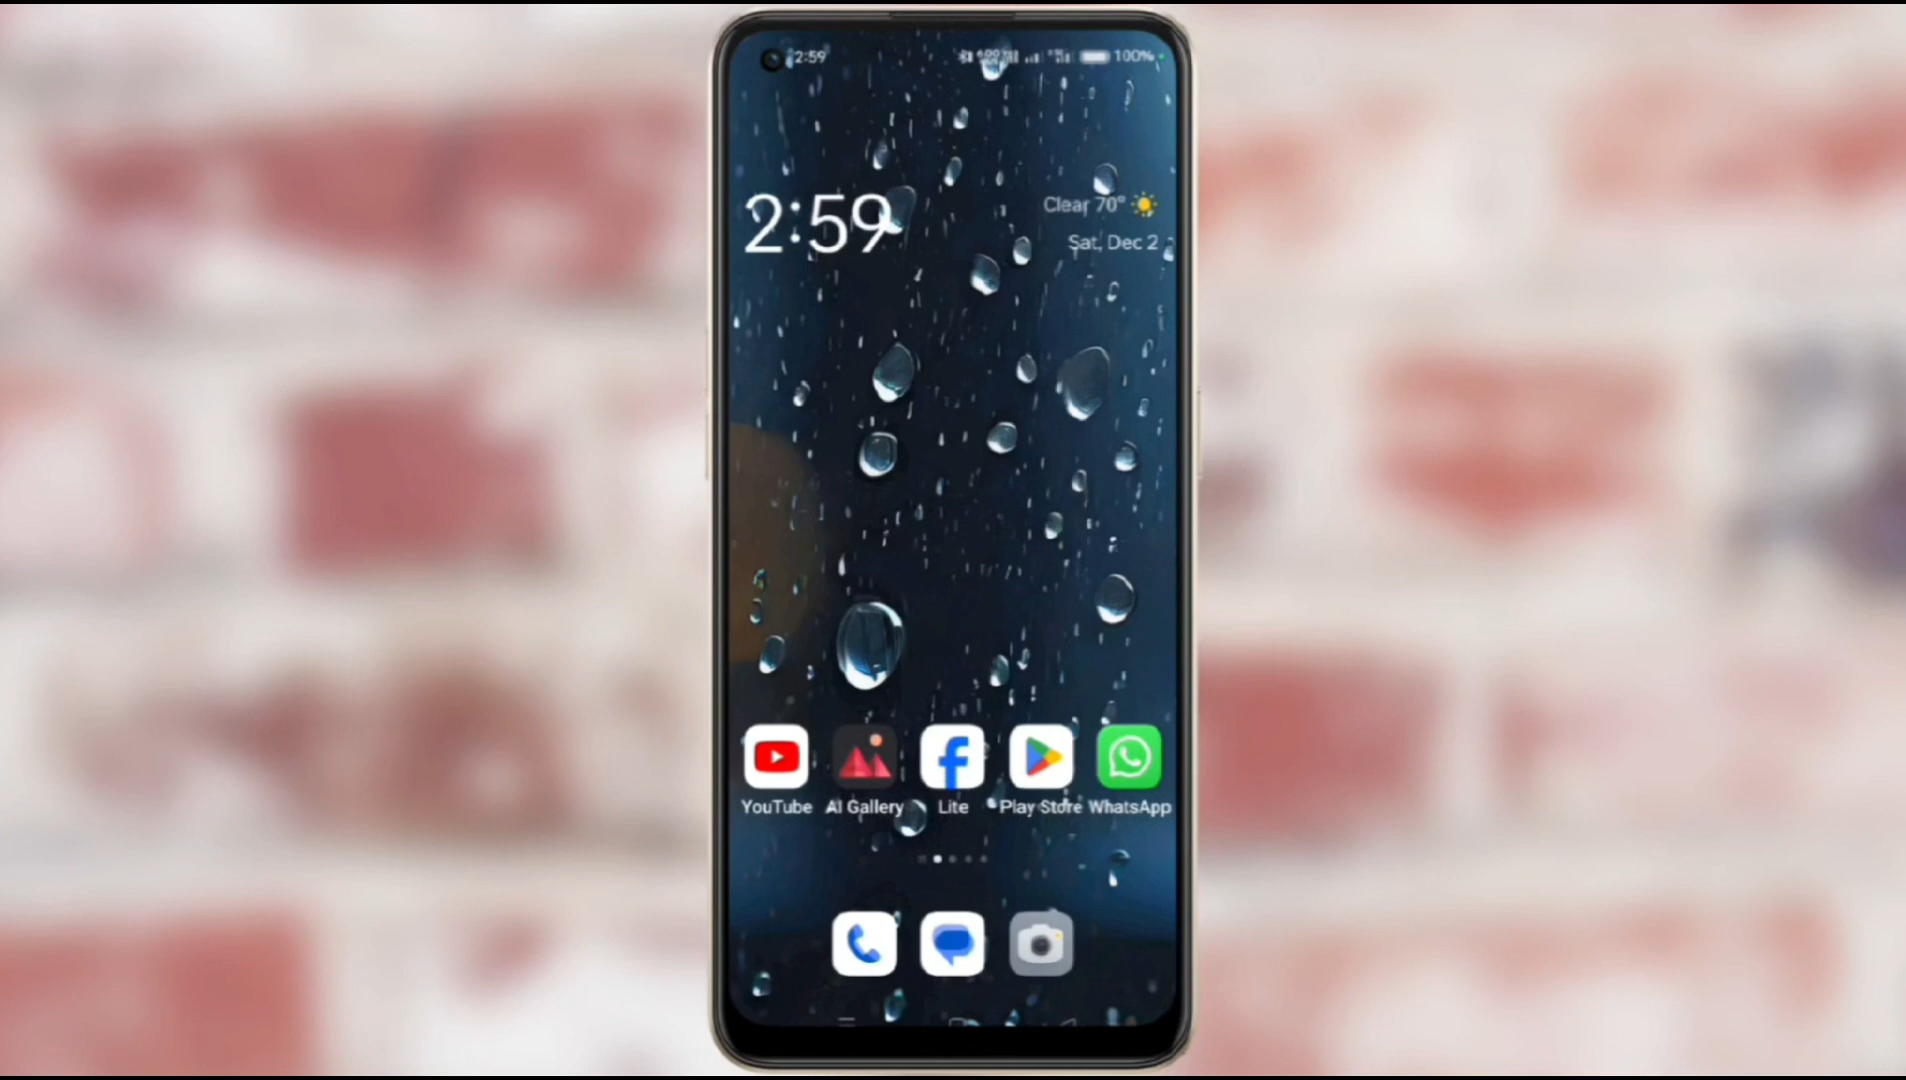 2:59
100%
2:59
Clear 70°
Sat, Dec 2
YouTube AI Gallery Lite Play Store WhatsApp